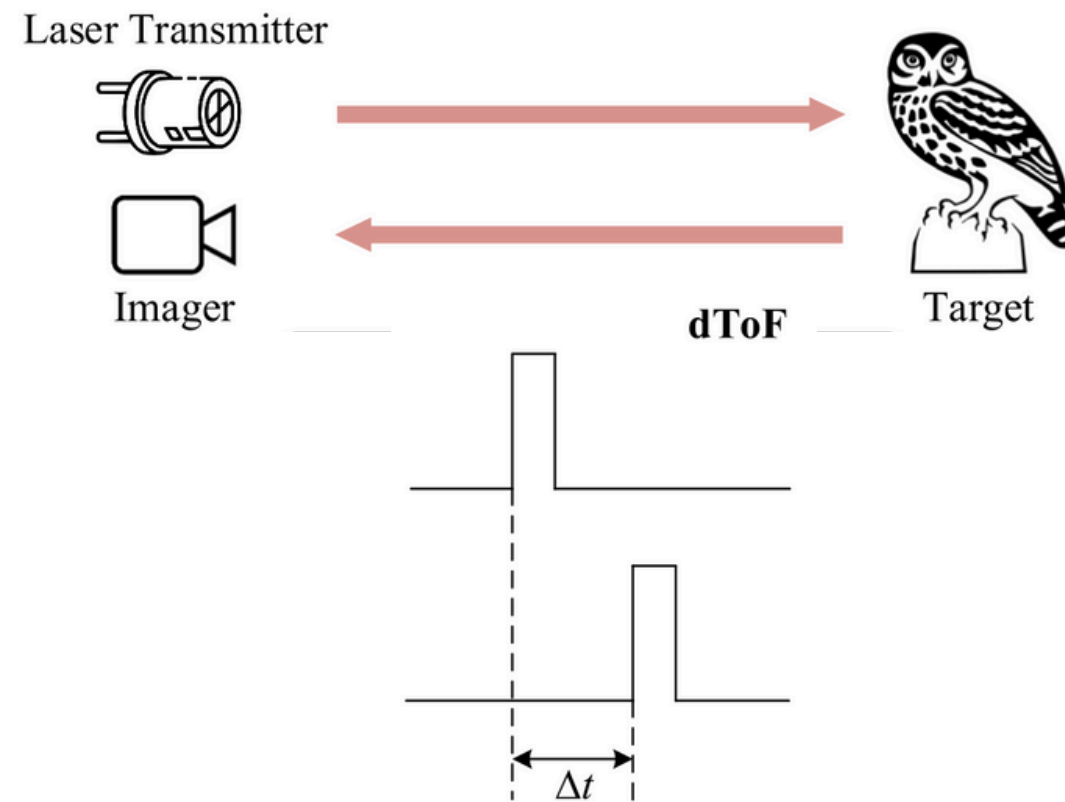 Laser Transmitter
Imager
Target
dToF
Δt